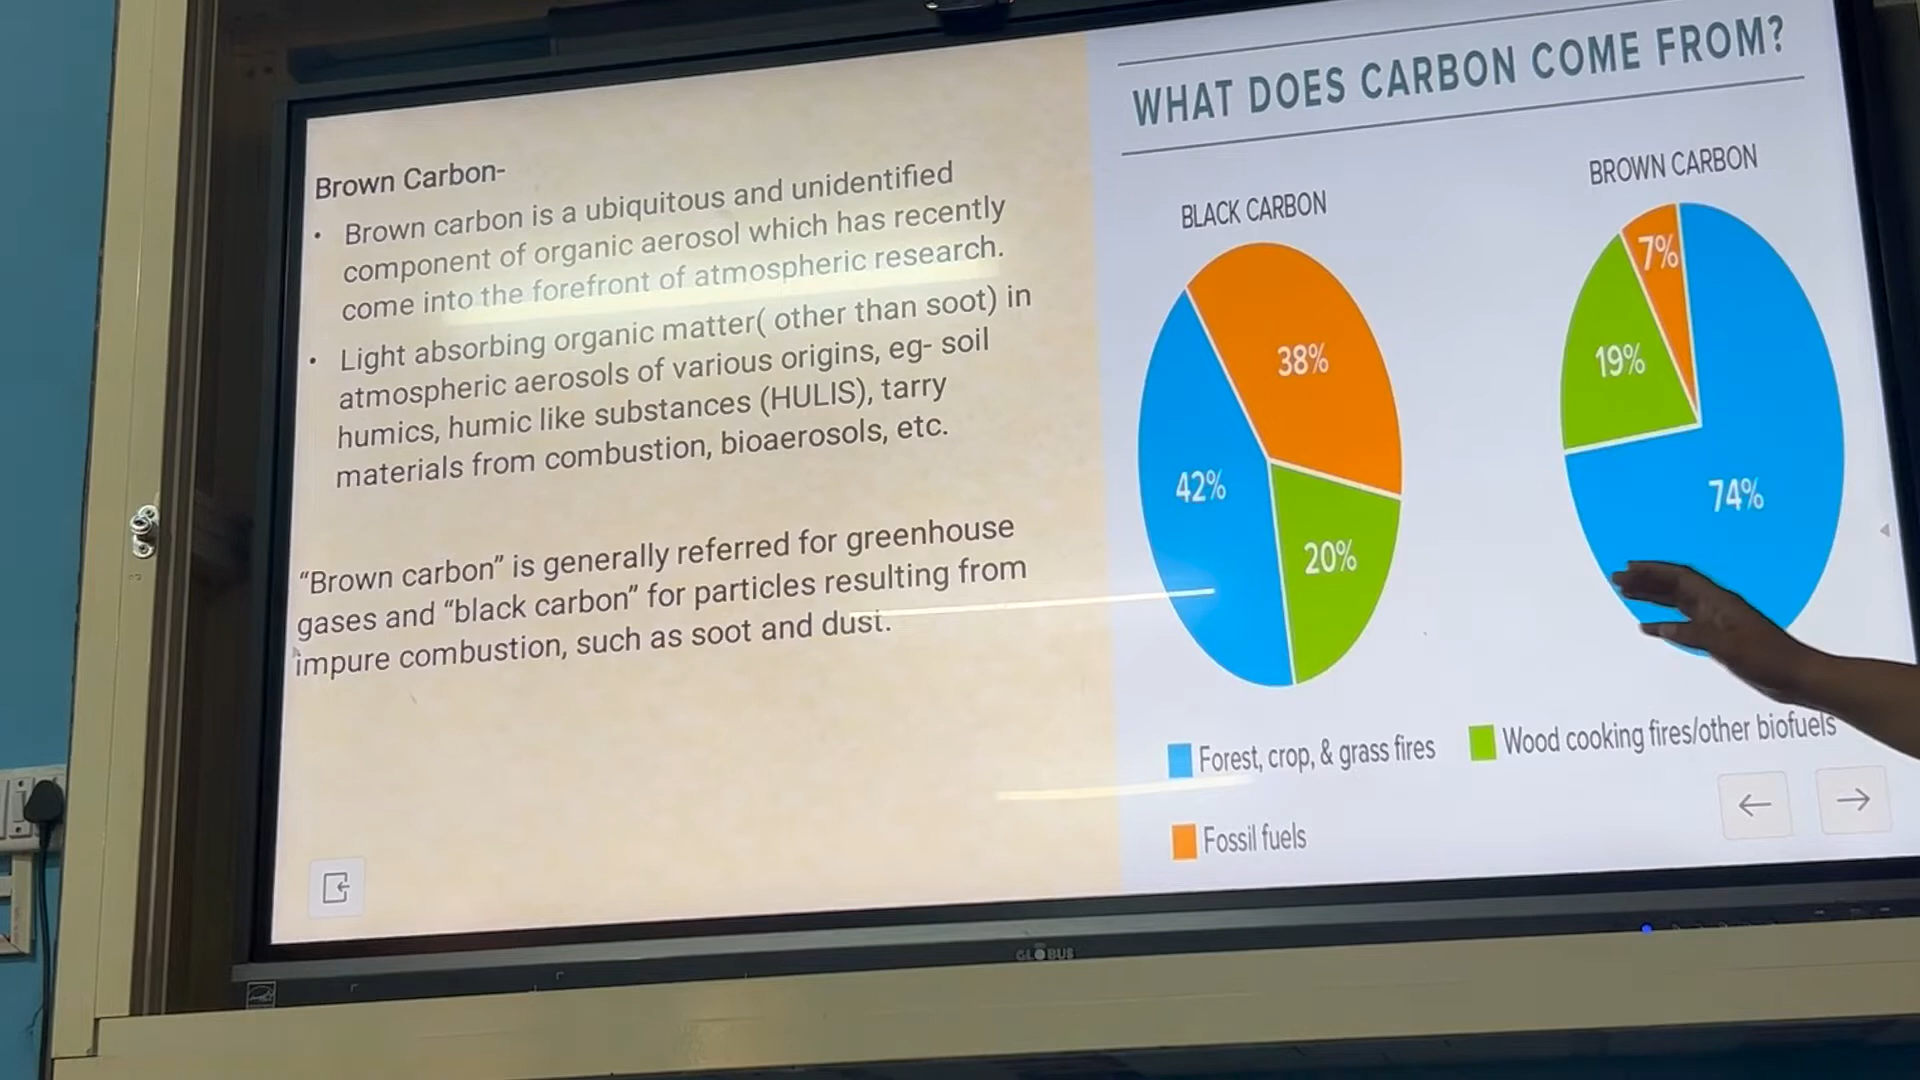 Brown Carbon-
• Brown carbon is a ubiquitous and unidentified
component of organic aerosol which has recently
come into the forefront of atmospheric research.
• Light absorbing organic matter( other than soot) in
atmospheric aerosols of various origins, eg- soil
humics, humic like substances (HULIS), tarry
materials from combustion, bioaerosols, etc.
“Brown carbon” is generally referred for greenhouse
gases and “black carbon” for particles resulting from
impure combustion, such as soot and dust.
WHAT DOES CARBON COME FROM?
BLACK CARBON
38%
42%
20%
BROWN CARBON
7%
19%
74%
Forest, crop, & grass fires
Wood cooking fires/other biofuels
Fossil fuels
GLOBUS